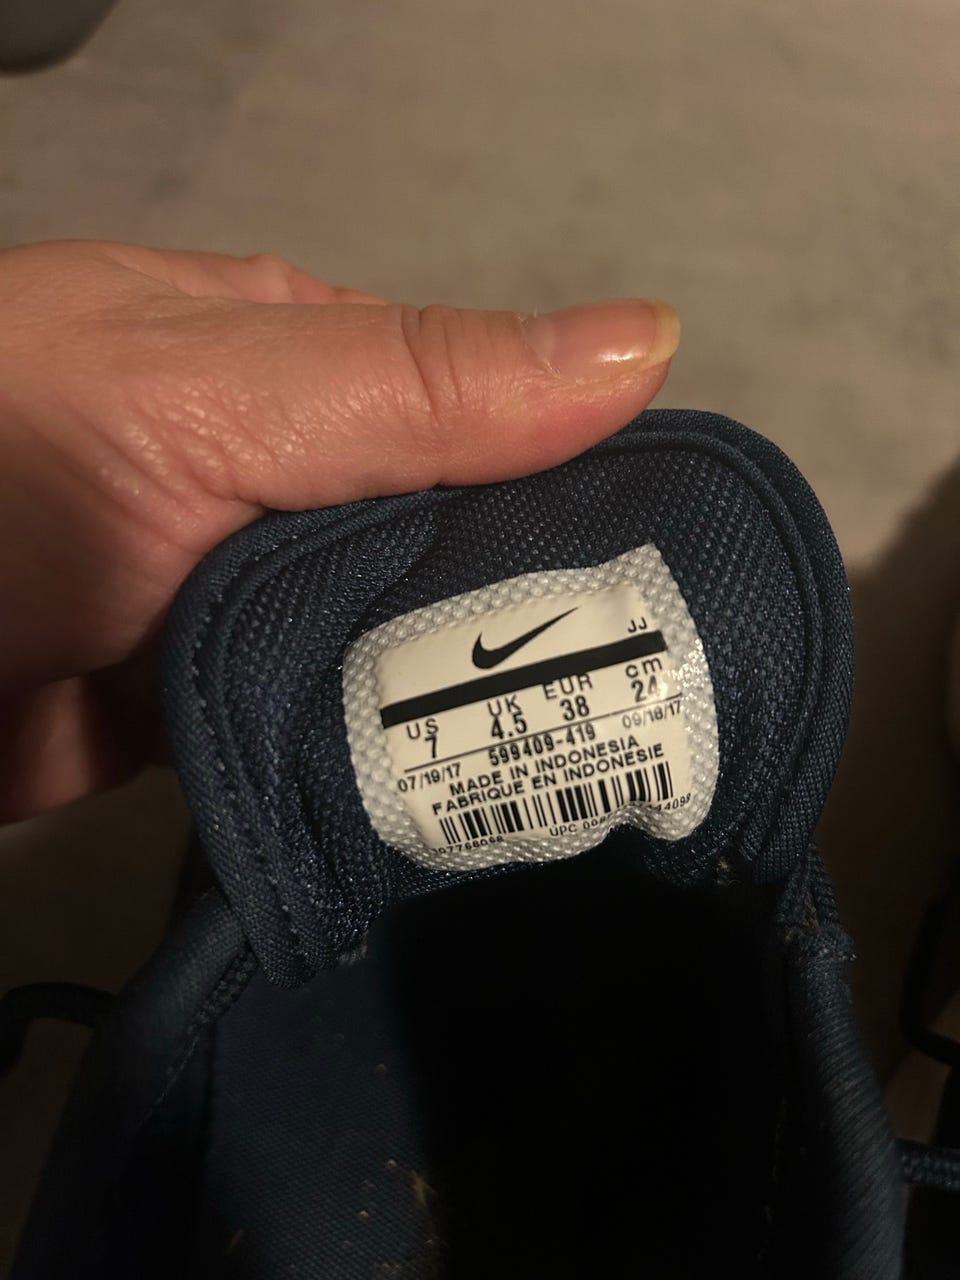 JJ
US UK EUR cm
7 4.5 38 24
599409-419
07/19/17 09/18/17
MADE IN INDONESIA
FABRIQUE EN INDONESIE
UPC